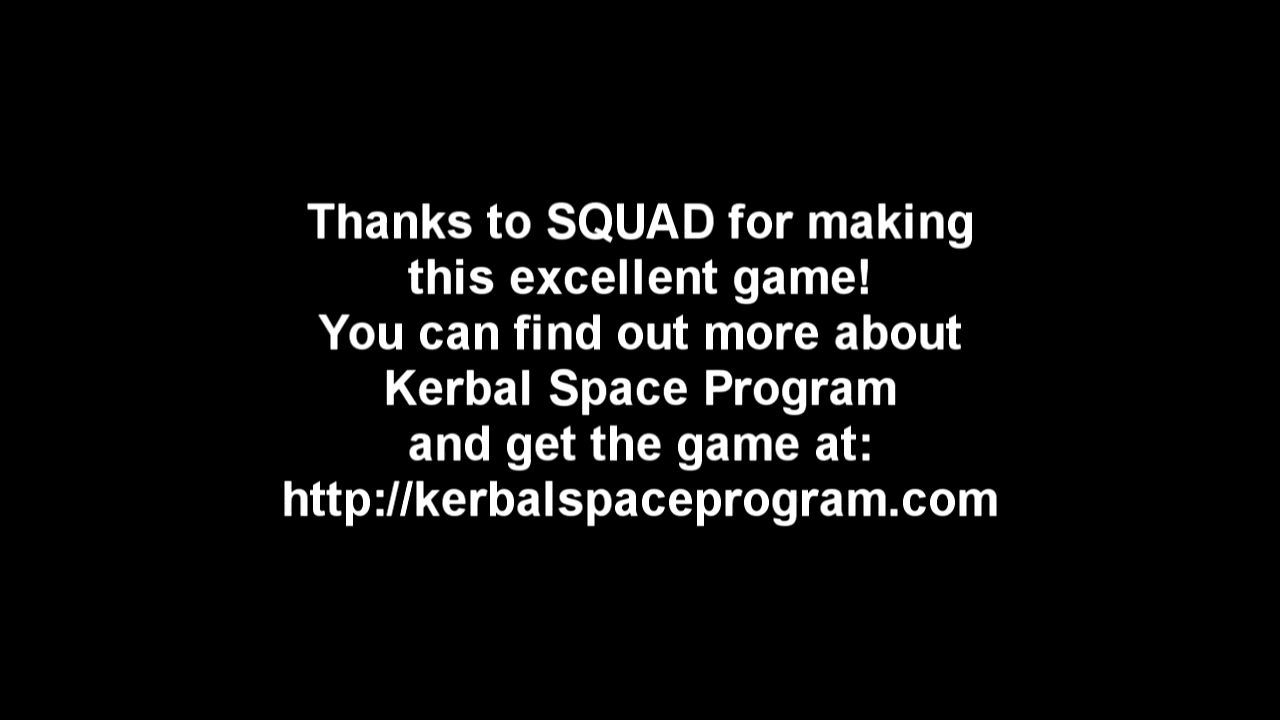 Thanks to SQUAD for making
this excellent game!
You can find out more about
Kerbal Space Program
and get the game at:
http://kerbalspaceprogram.com